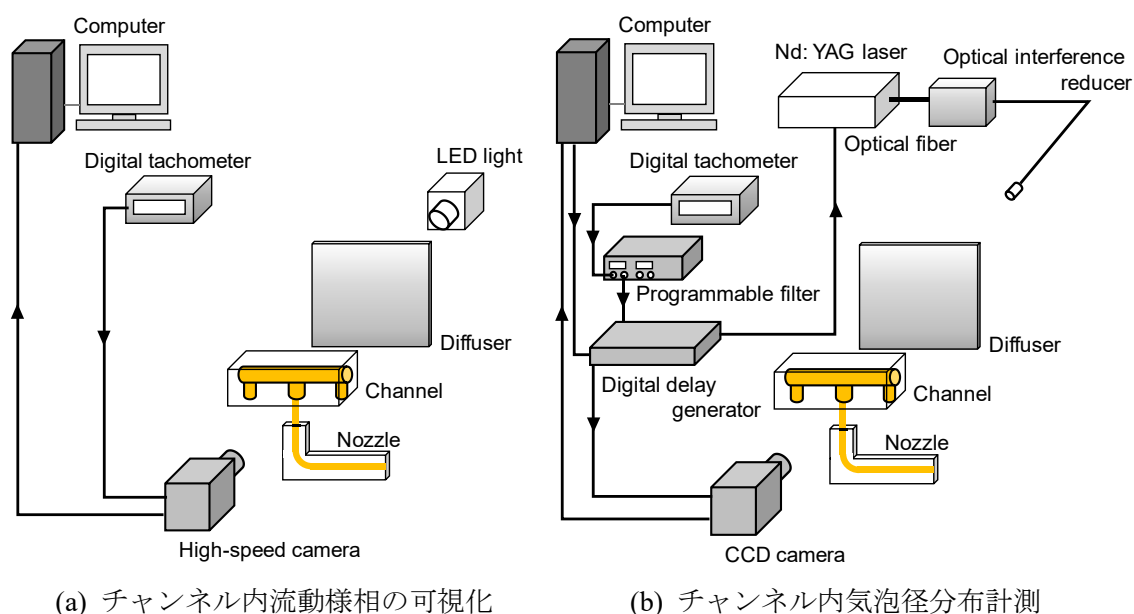 Computer
Digital tachometer
LED light
Diffuser
Channel
Nozzle
High-speed camera
(a) チャンネル内流動様相の可視化
Computer
Nd: YAG laser
Optical interference
reducer
Optical fiber
Digital tachometer
Programmable filter
Diffuser
Digital delay
generator
Channel
Nozzle
CCD camera
(b) チャンネル内気泡径分布計測